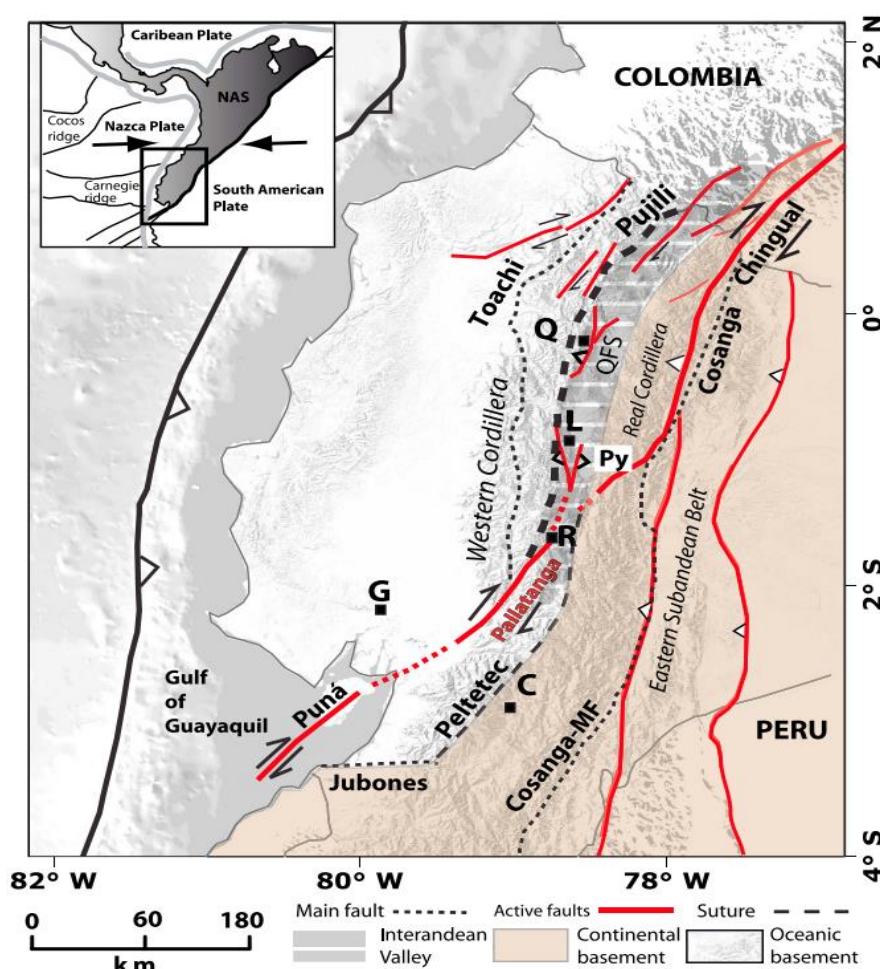 Caribean Plate
NAS
Cocos
ridge
Nazca Plate
Carnegie
ridge
South American
Plate
COLOMBIA
2°N
Pujili
Toachi
Chingual
0°
Q
QFS
Cosanga
Real Cordillera
Western Cordillera
L
Py
R
Pallatanga
Eastern Subandean Belt
2°S
G
Gulf
of
Guayaquil
Puná
Peltetec
C
Cosanga-MF
PERU
Jubones
4°S
82° W
80° W
78° W
0
60
180
km
Main fault
Active faults
Suture
Interandean
Valley
Continental
basement
Oceanic
basement